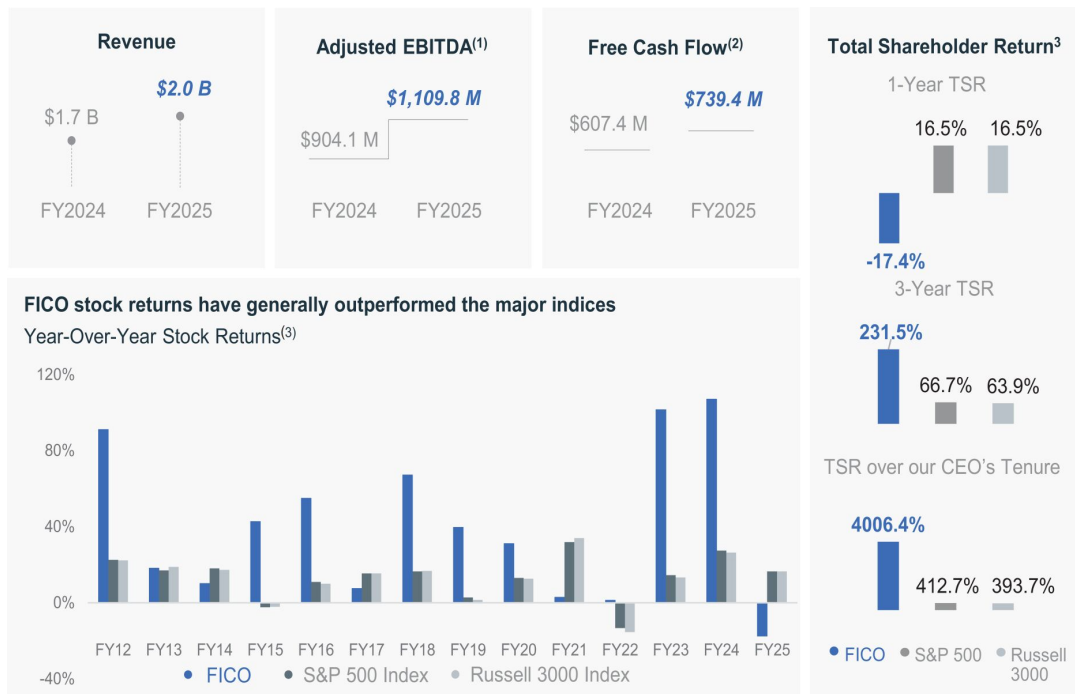 Revenue
$1.7 B
$2.0 B
FY2024
FY2025
Adjusted EBITDA(1)
$904.1 M
$1,109.8 M
FY2024
FY2025
Free Cash Flow(2)
$607.4 M
$739.4 M
FY2024
FY2025
Total Shareholder Return3
1-Year TSR
16.5%
16.5%
-17.4%
3-Year TSR
231.5%
66.7%
63.9%
TSR over our CEO's Tenure
4006.4%
412.7%
393.7%
FICO
S&P 500
Russell
3000
FICO stock returns have generally outperformed the major indices
Year-Over-Year Stock Returns(3)
120%
80%
40%
0%
-40%
FY12 FY13 FY14 FY15 FY16 FY17 FY18 FY19 FY20 FY21 FY22 FY23 FY24 FY25
FICO S&P 500 Index Russell 3000 Index